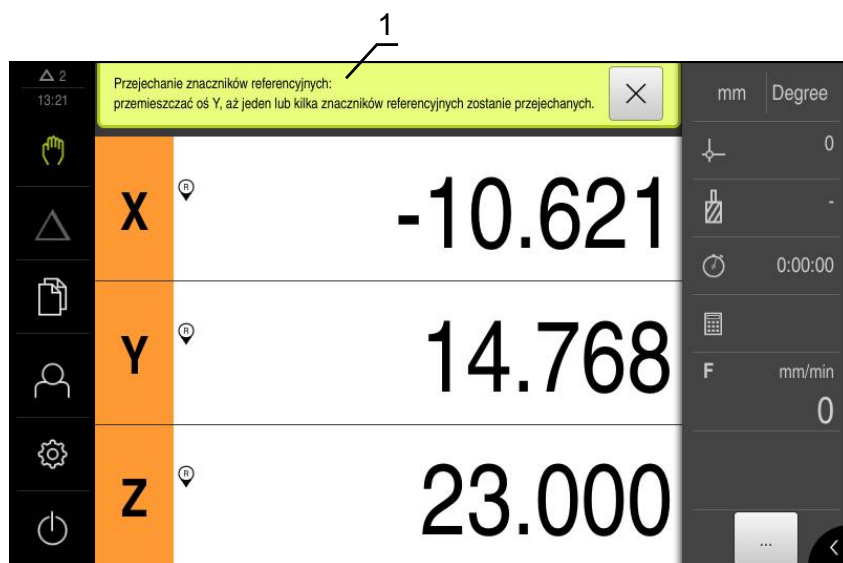 1
2
13:21
Przejechanie znaczników referencyjnych:
przemieszczać oś Y, aż jeden lub kilka znaczników referencyjnych zostanie przejechanych.
mm Degree
0
-
0:00:00
F mm/min
0
X R -10.621
Y R 14.768
Z R 23.000
...